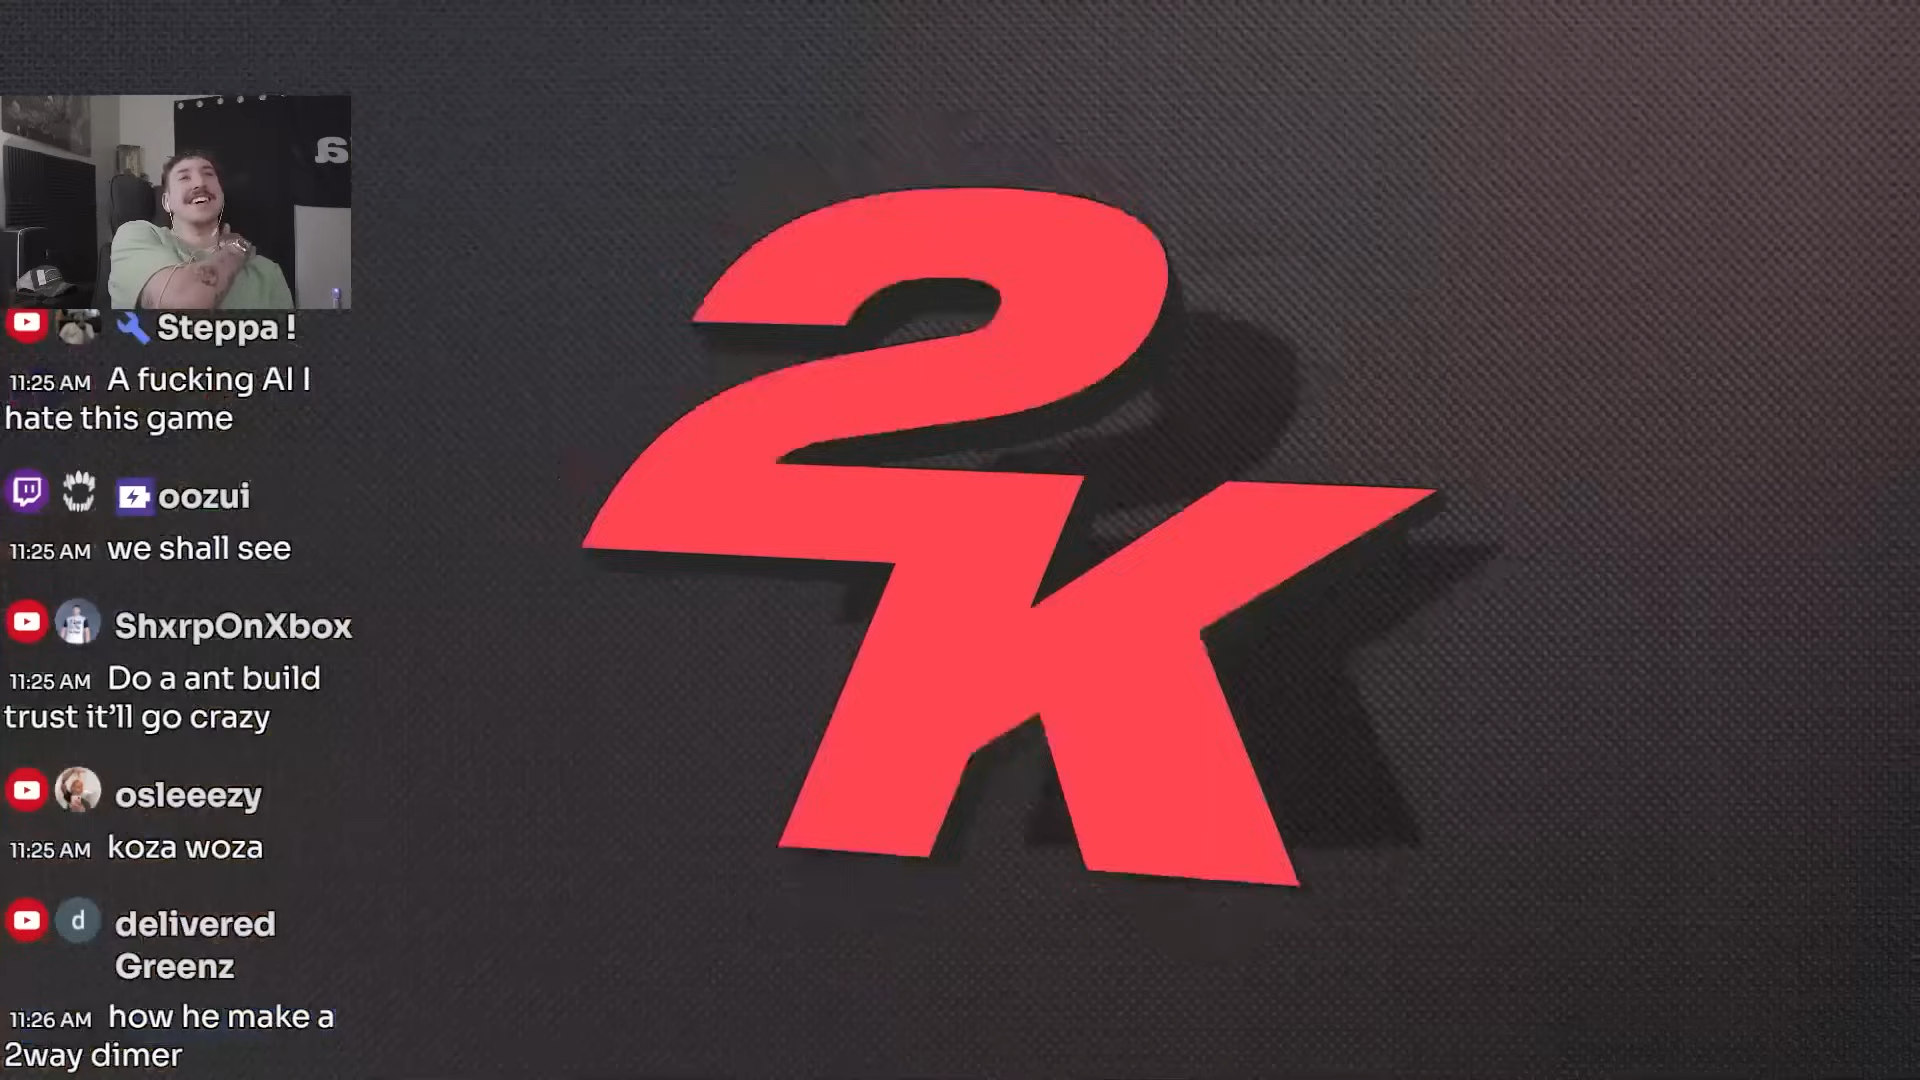 a
2K
Steppa !
11:25 AM A fucking AI I
hate this game
oozui
11:25 AM we shall see
ShxrpOnXbox
11:25 AM Do a ant build
trust it’ll go crazy
osleeezy
11:25 AM koza woza
d delivered
Greenz
11:26 AM how he make a
2way dimer